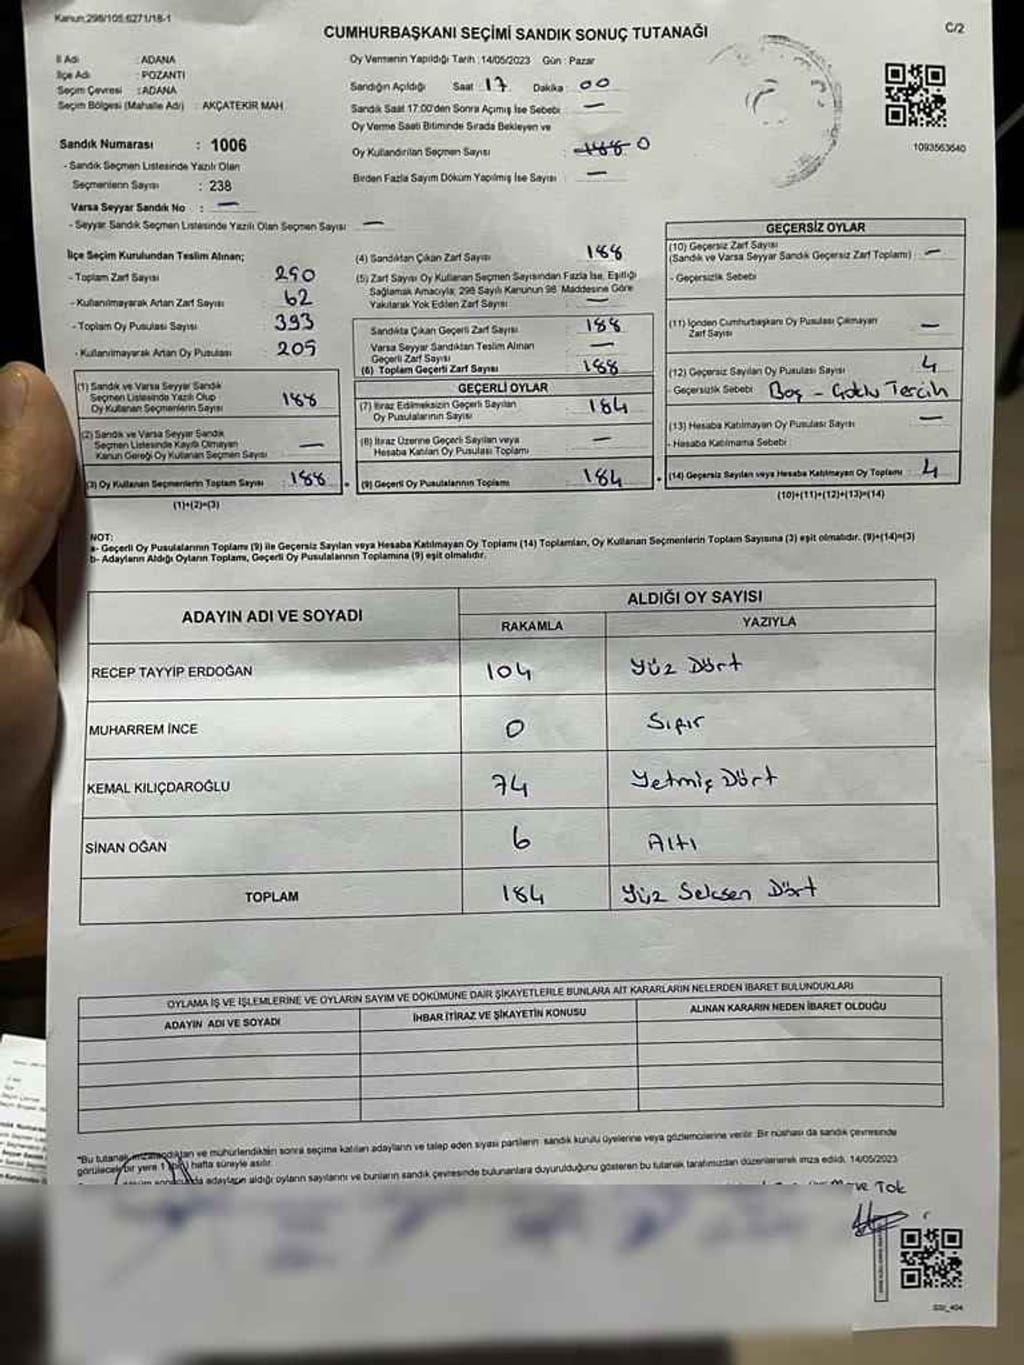 Kanun:298/105,6271/18-1
CUMHURBAŞKANI SEÇİMİ SANDIK SONUÇ TUTANAĞI
C/2
İl Adı : ADANA
İlçe Adı : POZANTI
Seçim Çevresi : ADANA
Seçim Bölgesi (Mahalle Adı) : AKÇATEKİR MAH
Sandık Numarası : 1006
- Sandık Seçmen Listesinde Yazılı Olan
Seçmenlerin Sayısı : 238
Varsa Seyyar Sandık No : —
- Seyyar Sandık Seçmen Listesinde Yazılı Olan Seçmen Sayısı —
Oy Vermenin Yapıldığı Tarih : 14/05/2023 Gün : Pazar
Sandığın Açıldığı Saat : 17 Dakika : 00
Sandık Saat 17:00'den Sonra Açılmış İse Sebebi : —
Oy Verme Saati Bitiminde Sırada Bekleyen ve
Oy Kullandırılan Seçmen Sayısı : 188 0
Birden Fazla Sayım Döküm Yapılmış İse Sayısı : —
1093563640
İlçe Seçim Kurulundan Teslim Alınan;
- Toplam Zarf Sayısı 250
- Kullanılmayarak Artan Zarf Sayısı 62
- Toplam Oy Pusulası Sayısı 393
- Kullanılmayarak Artan Oy Pusulası 205
(1) Sandık ve Varsa Seyyar Sandık
Seçmen Listesinde Yazılı Olup
Oy Kullanan Seçmenlerin Sayısı 188
(2) Sandık ve Varsa Seyyar Sandık
Seçmen Listesinde Kayıtlı Olmayan
Kanun Gereği Oy Kullanan Seçmen Sayısı —
(3) Oy Kullanan Seçmenlerin Toplam Sayısı : 188
(1)+(2)=(3)
(4) Sandıktan Çıkan Zarf Sayısı 188
(5) Zarf Sayısı Oy Kullanan Seçmen Sayısından Fazla İse, Eşitliği
Sağlamak Amacıyla; 298 Sayılı Kanunun 98. Maddesine Göre
Yakılarak Yok Edilen Zarf Sayısı —
Sandıkta Çıkan Geçerli Zarf Sayısı 188
Varsa Seyyar Sandıktan Teslim Alınan
Geçerli Zarf Sayısı —
(6) Toplam Geçerli Zarf Sayısı 188
GEÇERLİ OYLAR
(7) İtiraz Edilmeksizin Geçerli Sayılan
Oy Pusulalarının Sayısı 184
(8) İtiraz Üzerine Geçerli Sayılan veya
Hesaba Katılan Oy Pusulası Toplamı —
(9) Geçerli Oy Pusulalarının Toplamı 184
GEÇERSİZ OYLAR
(10) Geçersiz Zarf Sayısı
(Sandık ve Varsa Seyyar Sandık Geçersiz Zarf Toplamı) —
- Geçersizlik Sebebi
(11) İçinden Cumhurbaşkanı Oy Pusulası Çıkmayan
Zarf Sayısı —
(12) Geçersiz Sayılan Oy Pusulası Sayısı 4
- Geçersizlik Sebebi Boş - Çoklu Tercih
(13) Hesaba Katılmayan Oy Pusulası Sayısı —
- Hesaba Katılmama Sebebi
(14) Geçersiz Sayılan veya Hesaba Katılmayan Oy Toplamı 4
(10)+(11)+(12)+(13)=(14)
NOT:
a- Geçerli Oy Pusulalarının Toplamı (9) ile Geçersiz Sayılan veya Hesaba Katılmayan Oy Toplamı (14) Toplamları, Oy Kullanan Seçmenlerin Toplam Sayısına (3) eşit olmalıdır. (9)+(14)=(3)
b- Adayların Aldığı Oyların Toplamı, Geçerli Oy Pusulalarının Toplamına (9) eşit olmalıdır.
ADAYIN ADI VE SOYADI ALDIĞI OY SAYISI
RAKAMLA YAZIYLA
RECEP TAYYİP ERDOĞAN 104 Yüz Dört
MUHARREM İNCE 0 Sıfır
KEMAL KILIÇDAROĞLU 74 Yetmiş Dört
SİNAN OĞAN 6 Altı
TOPLAM 184 Yüz Seksen Dört
OYLAMA İŞ VE İŞLEMLERİNE VE OYLARIN SAYIM VE DÖKÜMÜNE DAİR ŞİKAYETLERLE BUNLARA AİT KARARLARIN NELERDEN İBARET BULUNDUKLARI
ADAYIN ADI VE SOYADI İHBAR İTİRAZ VE ŞİKAYETİN KONUSU ALINAN KARARIN NEDEN İBARET OLDUĞU
"Bu tutanak imzalandıktan ve mühürlendikten sonra seçime katılan adayların ve talep eden siyasi partilerin sandık kurulu üyelerine veya gözlemcilerine verilir. Bir nüshası da sandık çevresinde
görülecek bir yere 1 hafta süreyle asılır.
adayların aldığı oyların sayılarını ve bunların sandık çevresinde bulunanlara duyurulduğunu gösteren bu tutanak tarafımızdan düzenlenerek imza edildi. 14/05/2023
Tok